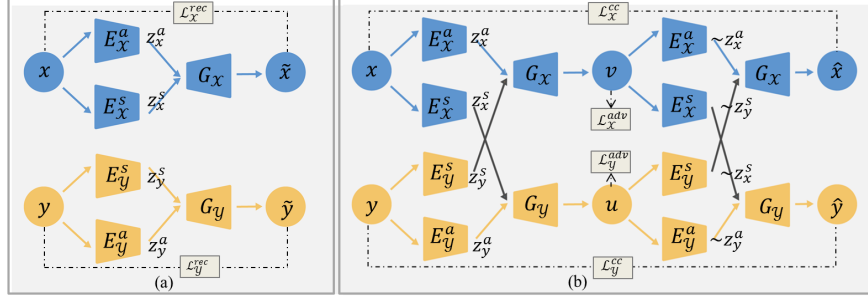 ℒ_𝒳^rec
x E_𝒳^a z_x^a G_𝒳 x̃
E_𝒳^s z_x^s
y E_𝒴^s z_y^s G_𝒴 ỹ
E_𝒴^a z_y^a
ℒ_𝒴^rec
(a)
ℒ_𝒳^cc
x E_𝒳^a z_x^a G_𝒳 v E_𝒳^a ~z_x^a G_𝒳 x̂
E_𝒳^s z_x^s ℒ_𝒳^adv E_𝒳^s ~z_y^s
y E_𝒴^s z_y^s G_𝒴 ℒ_𝒴^adv u E_𝒴^s ~z_x^s G_𝒴 ŷ
E_𝒴^a z_y^a E_𝒴^a ~z_y^a
ℒ_𝒴^cc
(b)